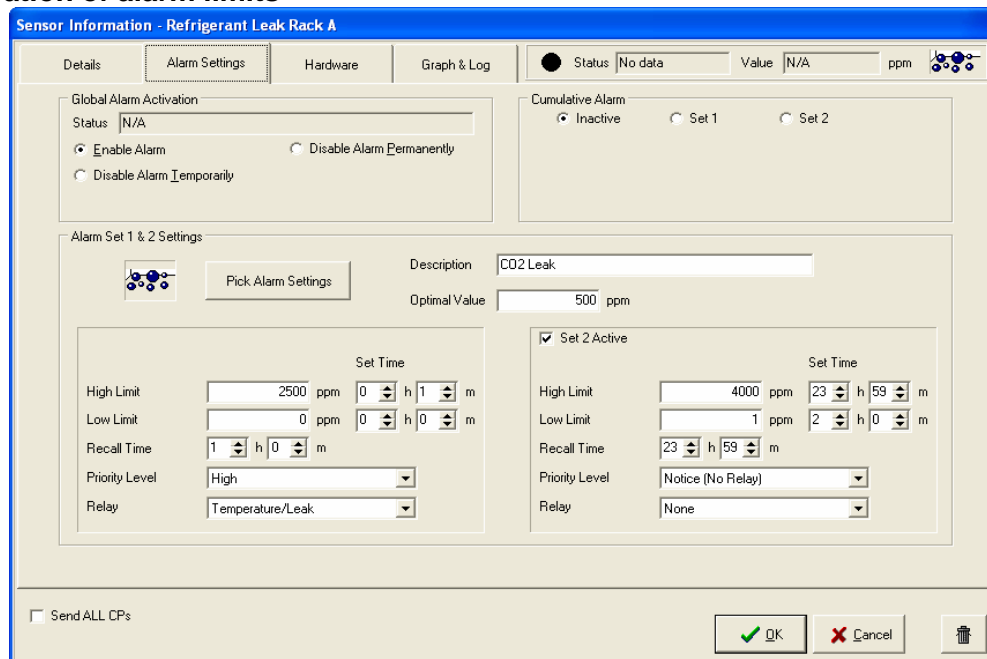 ation of alarm limits
Sensor Information - Refrigerant Leak Rack A
Details Alarm Settings Hardware Graph & Log Status No data Value N/A ppm
Global Alarm Activation
Status N/A
Enable Alarm Disable Alarm Permanently
Disable Alarm Temporarily
Cumulative Alarm
Inactive Set 1 Set 2
Alarm Set 1 & 2 Settings
Pick Alarm Settings
Description CO2 Leak
Optimal Value 500 ppm
Set Time
High Limit 2500 ppm 0 h 1 m
Low Limit 0 ppm 0 h 0 m
Recall Time 1 h 0 m
Priority Level High
Relay Temperature/Leak
Set 2 Active
Set Time
High Limit 4000 ppm 23 h 59 m
Low Limit 1 ppm 2 h 0 m
Recall Time 23 h 59 m
Priority Level Notice (No Relay)
Relay None
Send ALL CPs
OK Cancel